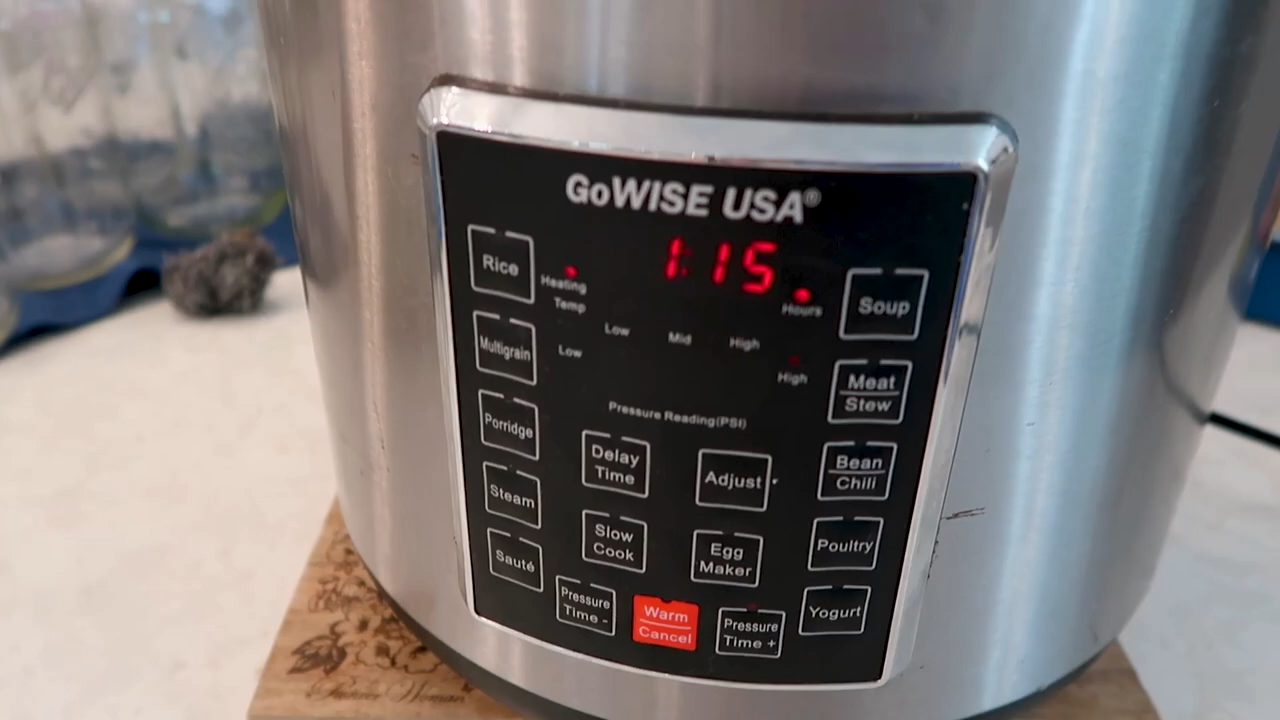 GoWISE USA®
1:15
Rice
Heating
Temp
Hours
Soup
Low Mid High
Multigrain
Low
High
Meat
Stew
Pressure Reading(PSI)
Porridge
Delay
Time
Adjust
Bean
Chili
Steam
Slow
Cook
Egg
Maker
Poultry
Sauté
Pressure
Time -
Warm
Cancel
Pressure
Time +
Yogurt
Woman